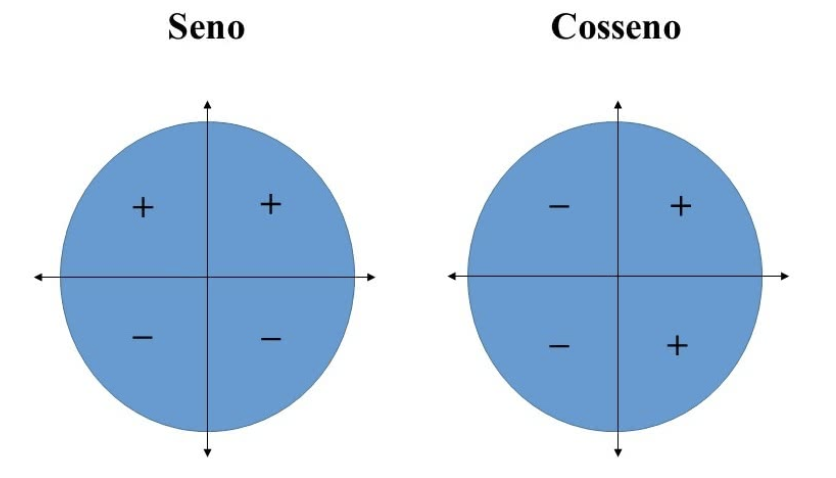 Seno Cosseno
+ + − +
− − − +